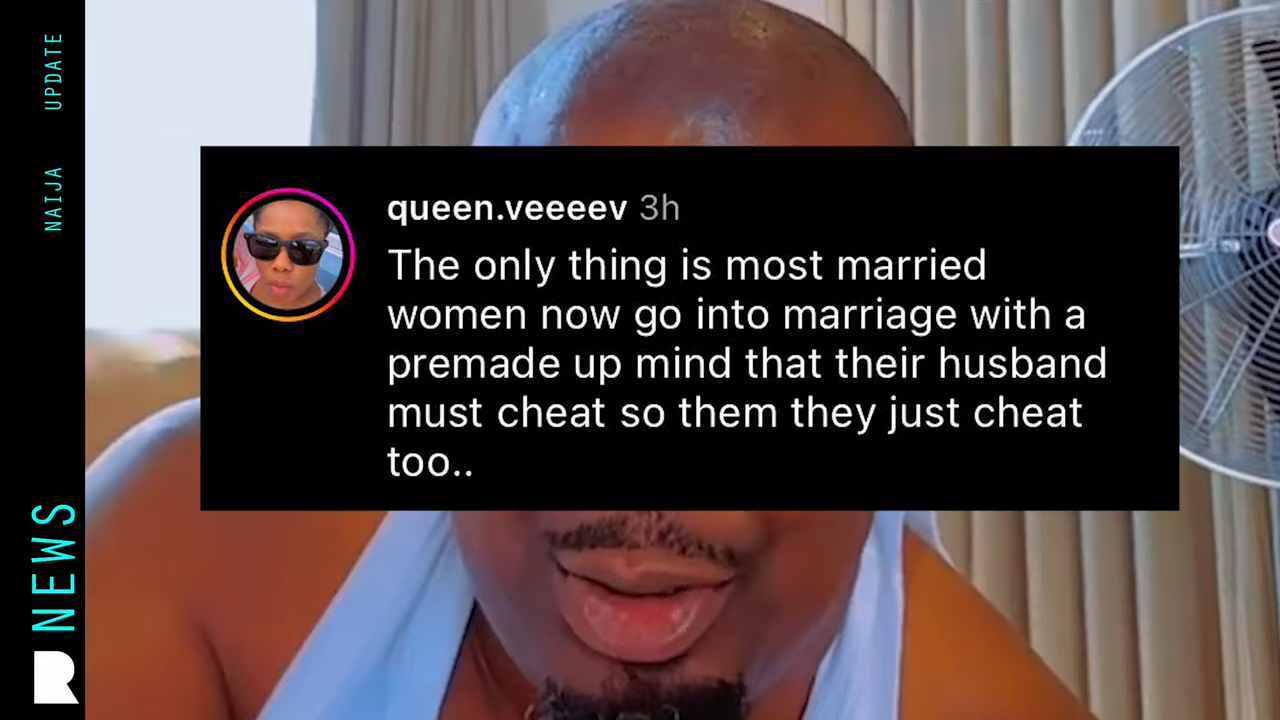 NAIJA UPDATE
R NEWS
queen.veeeev 3h
The only thing is most married
women now go into marriage with a
premade up mind that their husband
must cheat so them they just cheat
too..